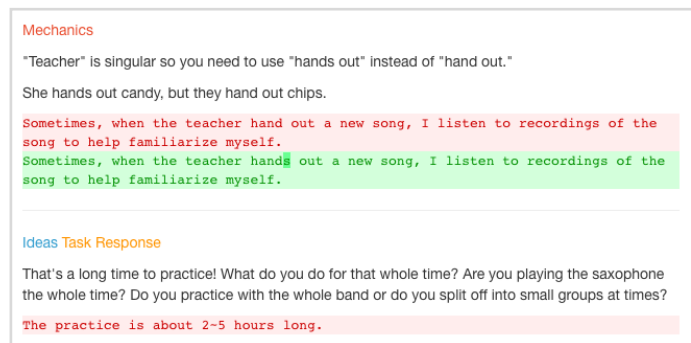 Mechanics
"Teacher" is singular so you need to use "hands out" instead of "hand out."
She hands out candy, but they hand out chips.
Sometimes, when the teacher hand out a new song, I listen to recordings of the
song to help familiarize myself.
Sometimes, when the teacher hands out a new song, I listen to recordings of the
song to help familiarize myself.
Ideas Task Response
That's a long time to practice! What do you do for that whole time? Are you playing the saxophone
the whole time? Do you practice with the whole band or do you split off into small groups at times?
The practice is about 2~5 hours long.